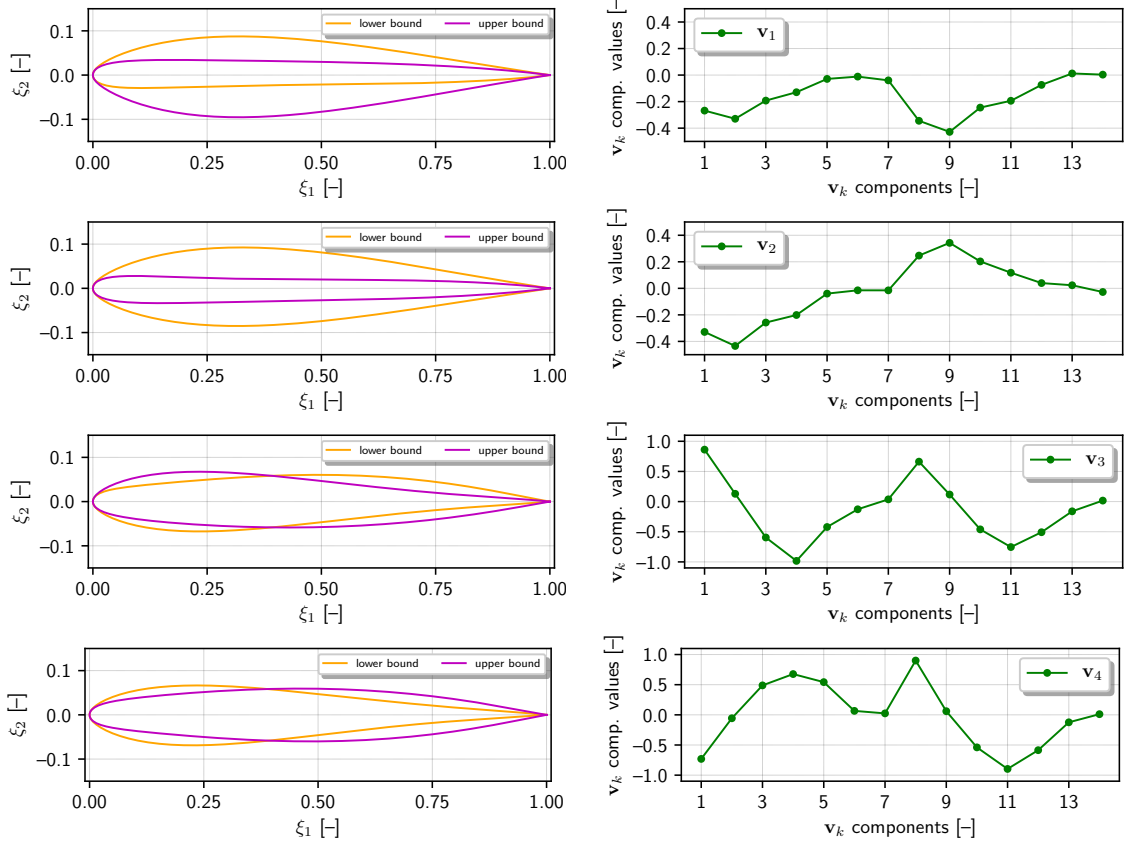 lower bound upper bound
0.1
0.0
−0.1
ξ₂ [–]
0.00 0.25 0.50 0.75 1.00
ξ₁ [–]
v₁
0.4
0.2
0.0
−0.2
−0.4
v_k comp. values [–]
1 3 5 7 9 11 13
v_k components [–]
lower bound upper bound
0.1
0.0
−0.1
ξ₂ [–]
0.00 0.25 0.50 0.75 1.00
ξ₁ [–]
v₂
0.4
0.2
0.0
−0.2
−0.4
v_k comp. values [–]
1 3 5 7 9 11 13
v_k components [–]
lower bound upper bound
0.1
0.0
−0.1
ξ₂ [–]
0.00 0.25 0.50 0.75 1.00
ξ₁ [–]
v₃
1.0
0.5
0.0
−0.5
−1.0
v_k comp. values [–]
1 3 5 7 9 11 13
v_k components [–]
lower bound upper bound
0.1
0.0
−0.1
ξ₂ [–]
0.00 0.25 0.50 0.75 1.00
ξ₁ [–]
v₄
1.0
0.5
0.0
−0.5
−1.0
v_k comp. values [–]
1 3 5 7 9 11 13
v_k components [–]